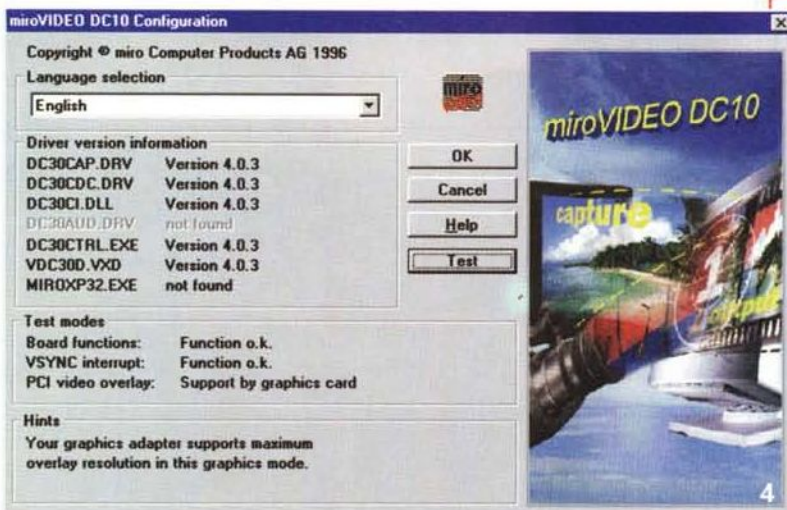 miroVIDEO DC10 Configuration
Copyright © miro Computer Products AG 1996
Language selection
English
Driver version information
DC30CAP.DRV Version 4.0.3
DC30CDC.DRV Version 4.0.3
DC30CI.DLL Version 4.0.3
DC30AUD.DRV not found
DC30CTRL.EXE Version 4.0.3
VDC30D.VXD Version 4.0.3
MIROXP32.EXE not found
Test modes
Board functions: Function o.k.
VSYNC interrupt: Function o.k.
PCI video overlay: Support by graphics card
Hints
Your graphics adapter supports maximum
overlay resolution in this graphics mode.
miro
OK
Cancel
Help
Test
miroVIDEO DC10
capture
4